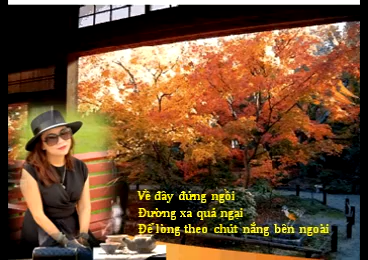 Về đây đứng ngồi
Đường xa quá ngại
Để lòng theo chút nắng bên ngoài